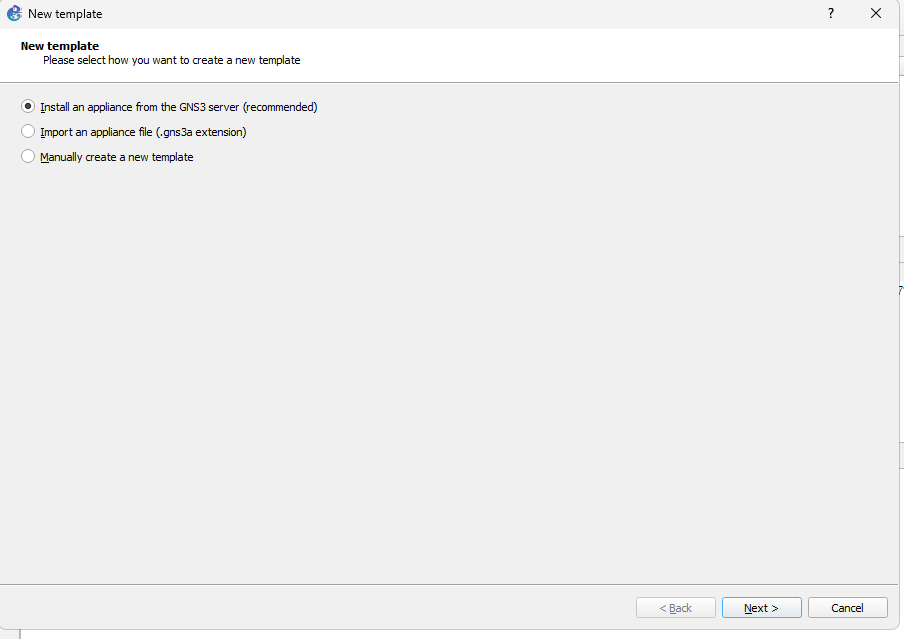 New template
?
New template
Please select how you want to create a new template
Install an appliance from the GNS3 server (recommended)
Import an appliance file (.gns3a extension)
Manually create a new template
< Back
Next >
Cancel